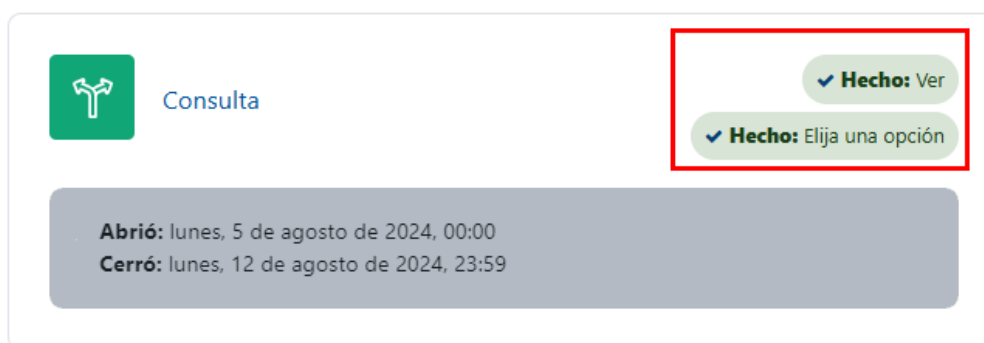 Consulta
Hecho: Ver
Hecho: Elija una opción
Abrió: lunes, 5 de agosto de 2024, 00:00
Cerró: lunes, 12 de agosto de 2024, 23:59